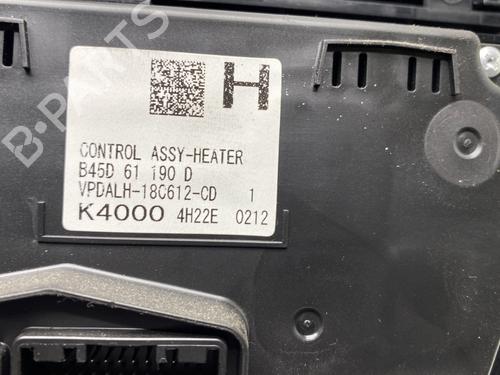 H
CONTROL ASSY-HEATER
B45D 61 190 D
VPDALH-18C612-CD 1
K4000 4H22E 0212
B-PARTS